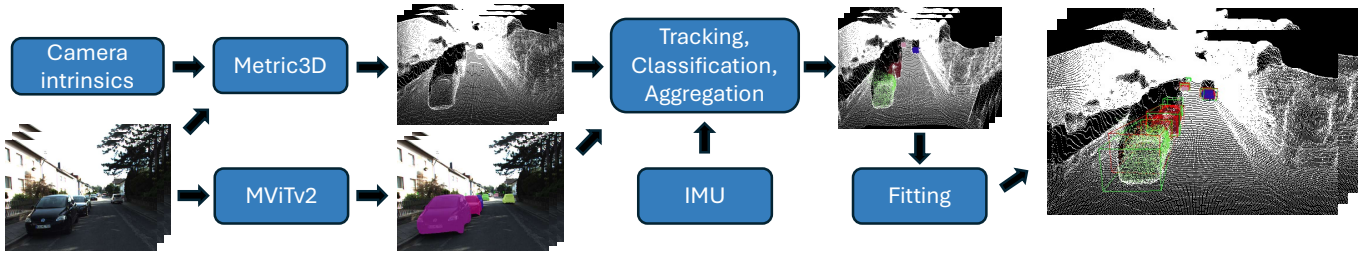 Camera
intrinsics
Metric3D
Tracking,
Classification,
Aggregation
MViTv2
IMU
Fitting